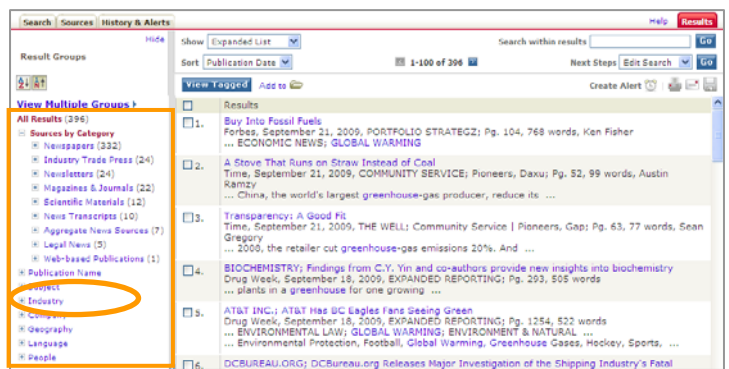 Search Sources History & Alerts Help Results
Hide
Result Groups
View Multiple Groups
All Results (396)
Sources by Category
Newspapers (332)
Industry Trade Press (24)
Newsletters (24)
Magazines & Journals (22)
Scientific Materials (12)
News Transcripts (10)
Aggregate News Sources (7)
Legal News (5)
Web-based Publications (1)
Publication Name
Subject
Industry
Company
Geography
Language
People
Show Expanded List Search within results Go
Sort Publication Date 1-100 of 396 Next Steps Edit Search Go
View Tagged Add to Create Alert
Results
1. Buy Into Fossil Fuels
Forbes, September 21, 2009, PORTFOLIO STRATEGZ; Pg. 104, 768 words, Ken Fisher
... ECONOMIC NEWS; GLOBAL WARMING
2. A Stove That Runs on Straw Instead of Coal
Time, September 21, 2009, COMMUNITY SERVICE; Pioneers, Daxu; Pg. 52, 99 words, Austin
Ramzy
... China, the world's largest greenhouse-gas producer, reduce its ...
3. Transparency: A Good Fit
Time, September 21, 2009, THE WELL; Community Service | Pioneers, Gap; Pg. 63, 77 words, Sean
Gregory
... 2008, the retailer cut greenhouse-gas emissions 20%. And ...
4. BIOCHEMISTRY; Findings from C.Y. Yin and co-authors provide new insights into biochemistry
Drug Week, September 18, 2009, EXPANDED REPORTING; Pg. 293, 505 words
... plants in a greenhouse for one growing ...
5. AT&T INC.; AT&T Has BC Eagles Fans Seeing Green
Drug Week, September 18, 2009, EXPANDED REPORTING; Pg. 1254, 522 words
... ENVIRONMENTAL LAW; GLOBAL WARMING; ENVIRONMENT & NATURAL ...
... Environmental Protection, Football, Global Warming, Greenhouse Gases, Hockey, Sports, ...
6. DCBUREAU.ORG; DCBureau.org Releases Major Investigation of the Shipping Industry's Fatal